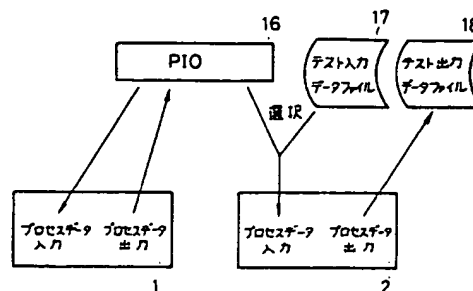 16
PIO
17
テスト入力
データファイル
18
テスト出力
データファイル
選択
プロセスデータ
入力
プロセスデータ
出力
1
プロセスデータ
入力
プロセスデータ
出力
2